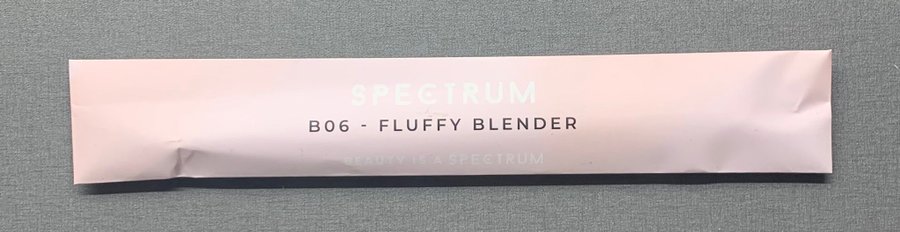 SPECTRUM
B06 - FLUFFY BLENDER
BEAUTY IS A SPECTRUM